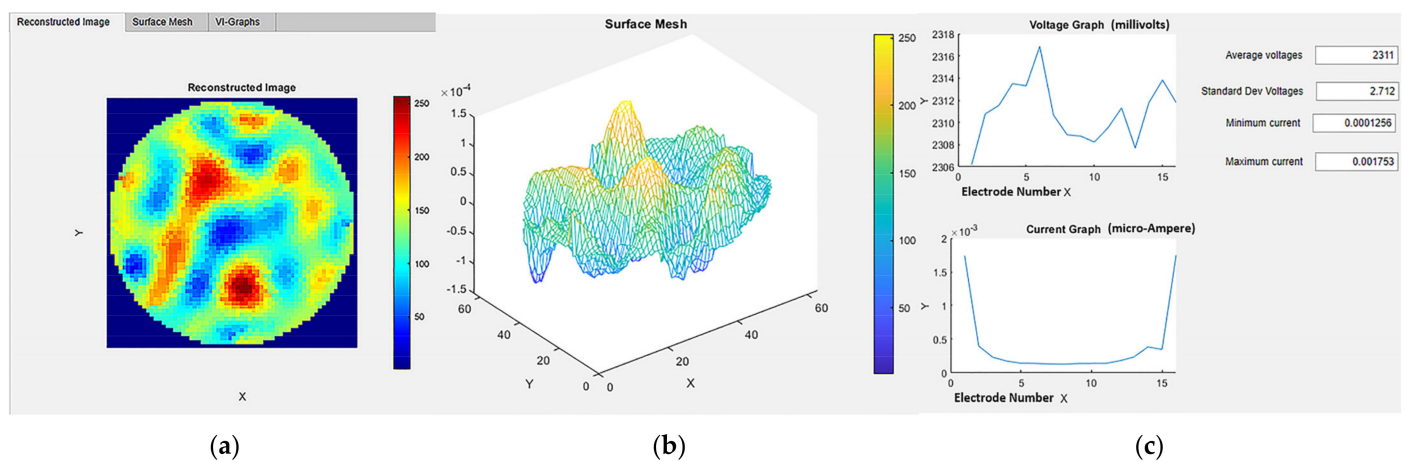 Reconstructed Image Surface Mesh VI-Graphs
Reconstructed Image
Y
X
250
200
150
100
50
(a)
Surface Mesh
×10-4
1.5
1
0.5
0
-0.5
-1
-1.5
60
40
20
0
Y
0
20
40
60
X
250
200
150
100
50
(b)
Voltage Graph (millivolts)
2318
2316
2314
2312
2310
2308
2306
Y
0 5 10 15
Electrode Number X
Average voltages 2311
Standard Dev Voltages 2.712
Minimum current 0.0001256
Maximum current 0.001753
Current Graph (micro-Ampere)
×10-3
2
1.5
1
0.5
0
Y
0 5 10 15
Electrode Number X
(c)